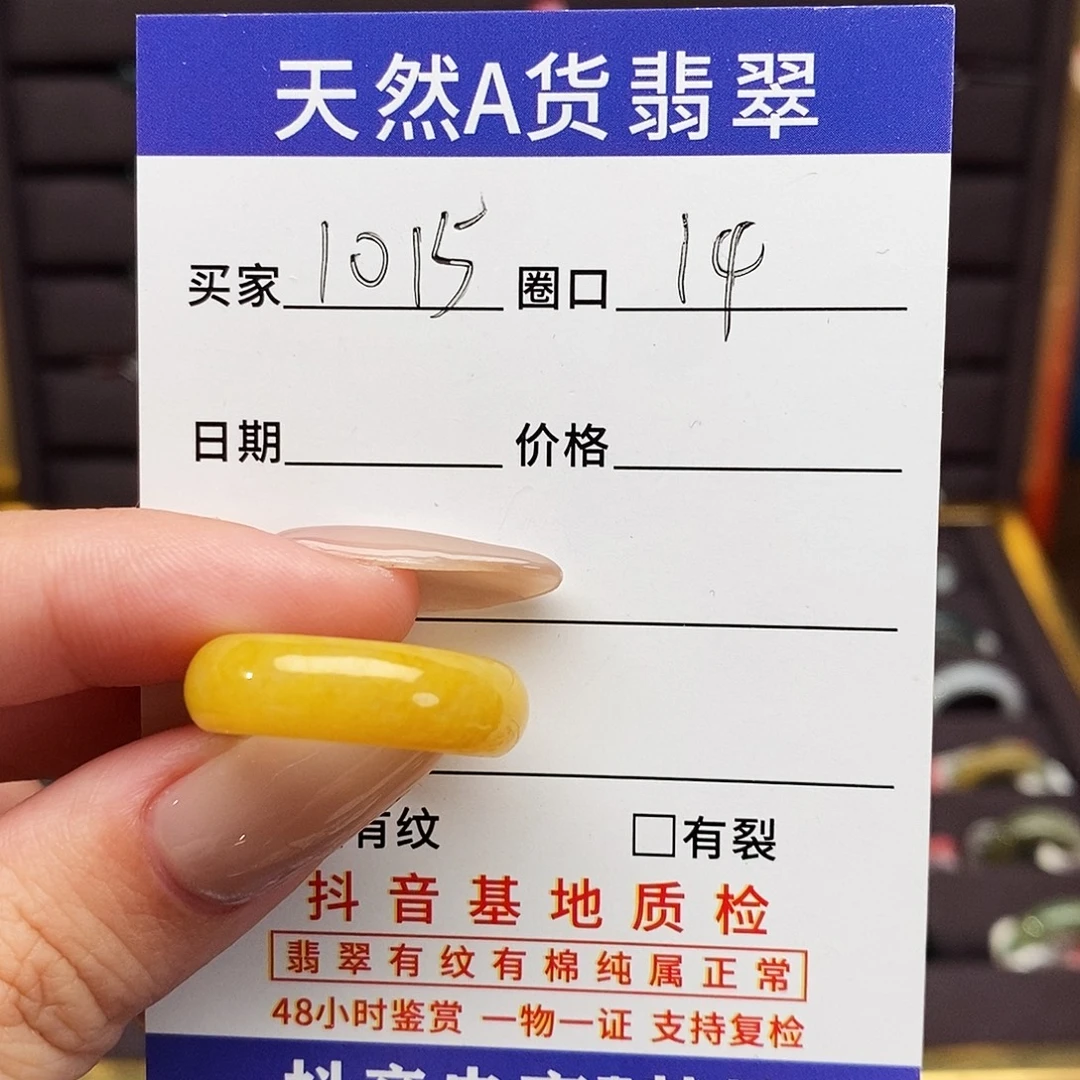 天然A货翡翠
买家 1015 圈口 14
日期 价格
有纹 □有裂
抖音基地质检
翡翠有纹有棉纯属正常
48小时鉴赏 一物一证 支持复检